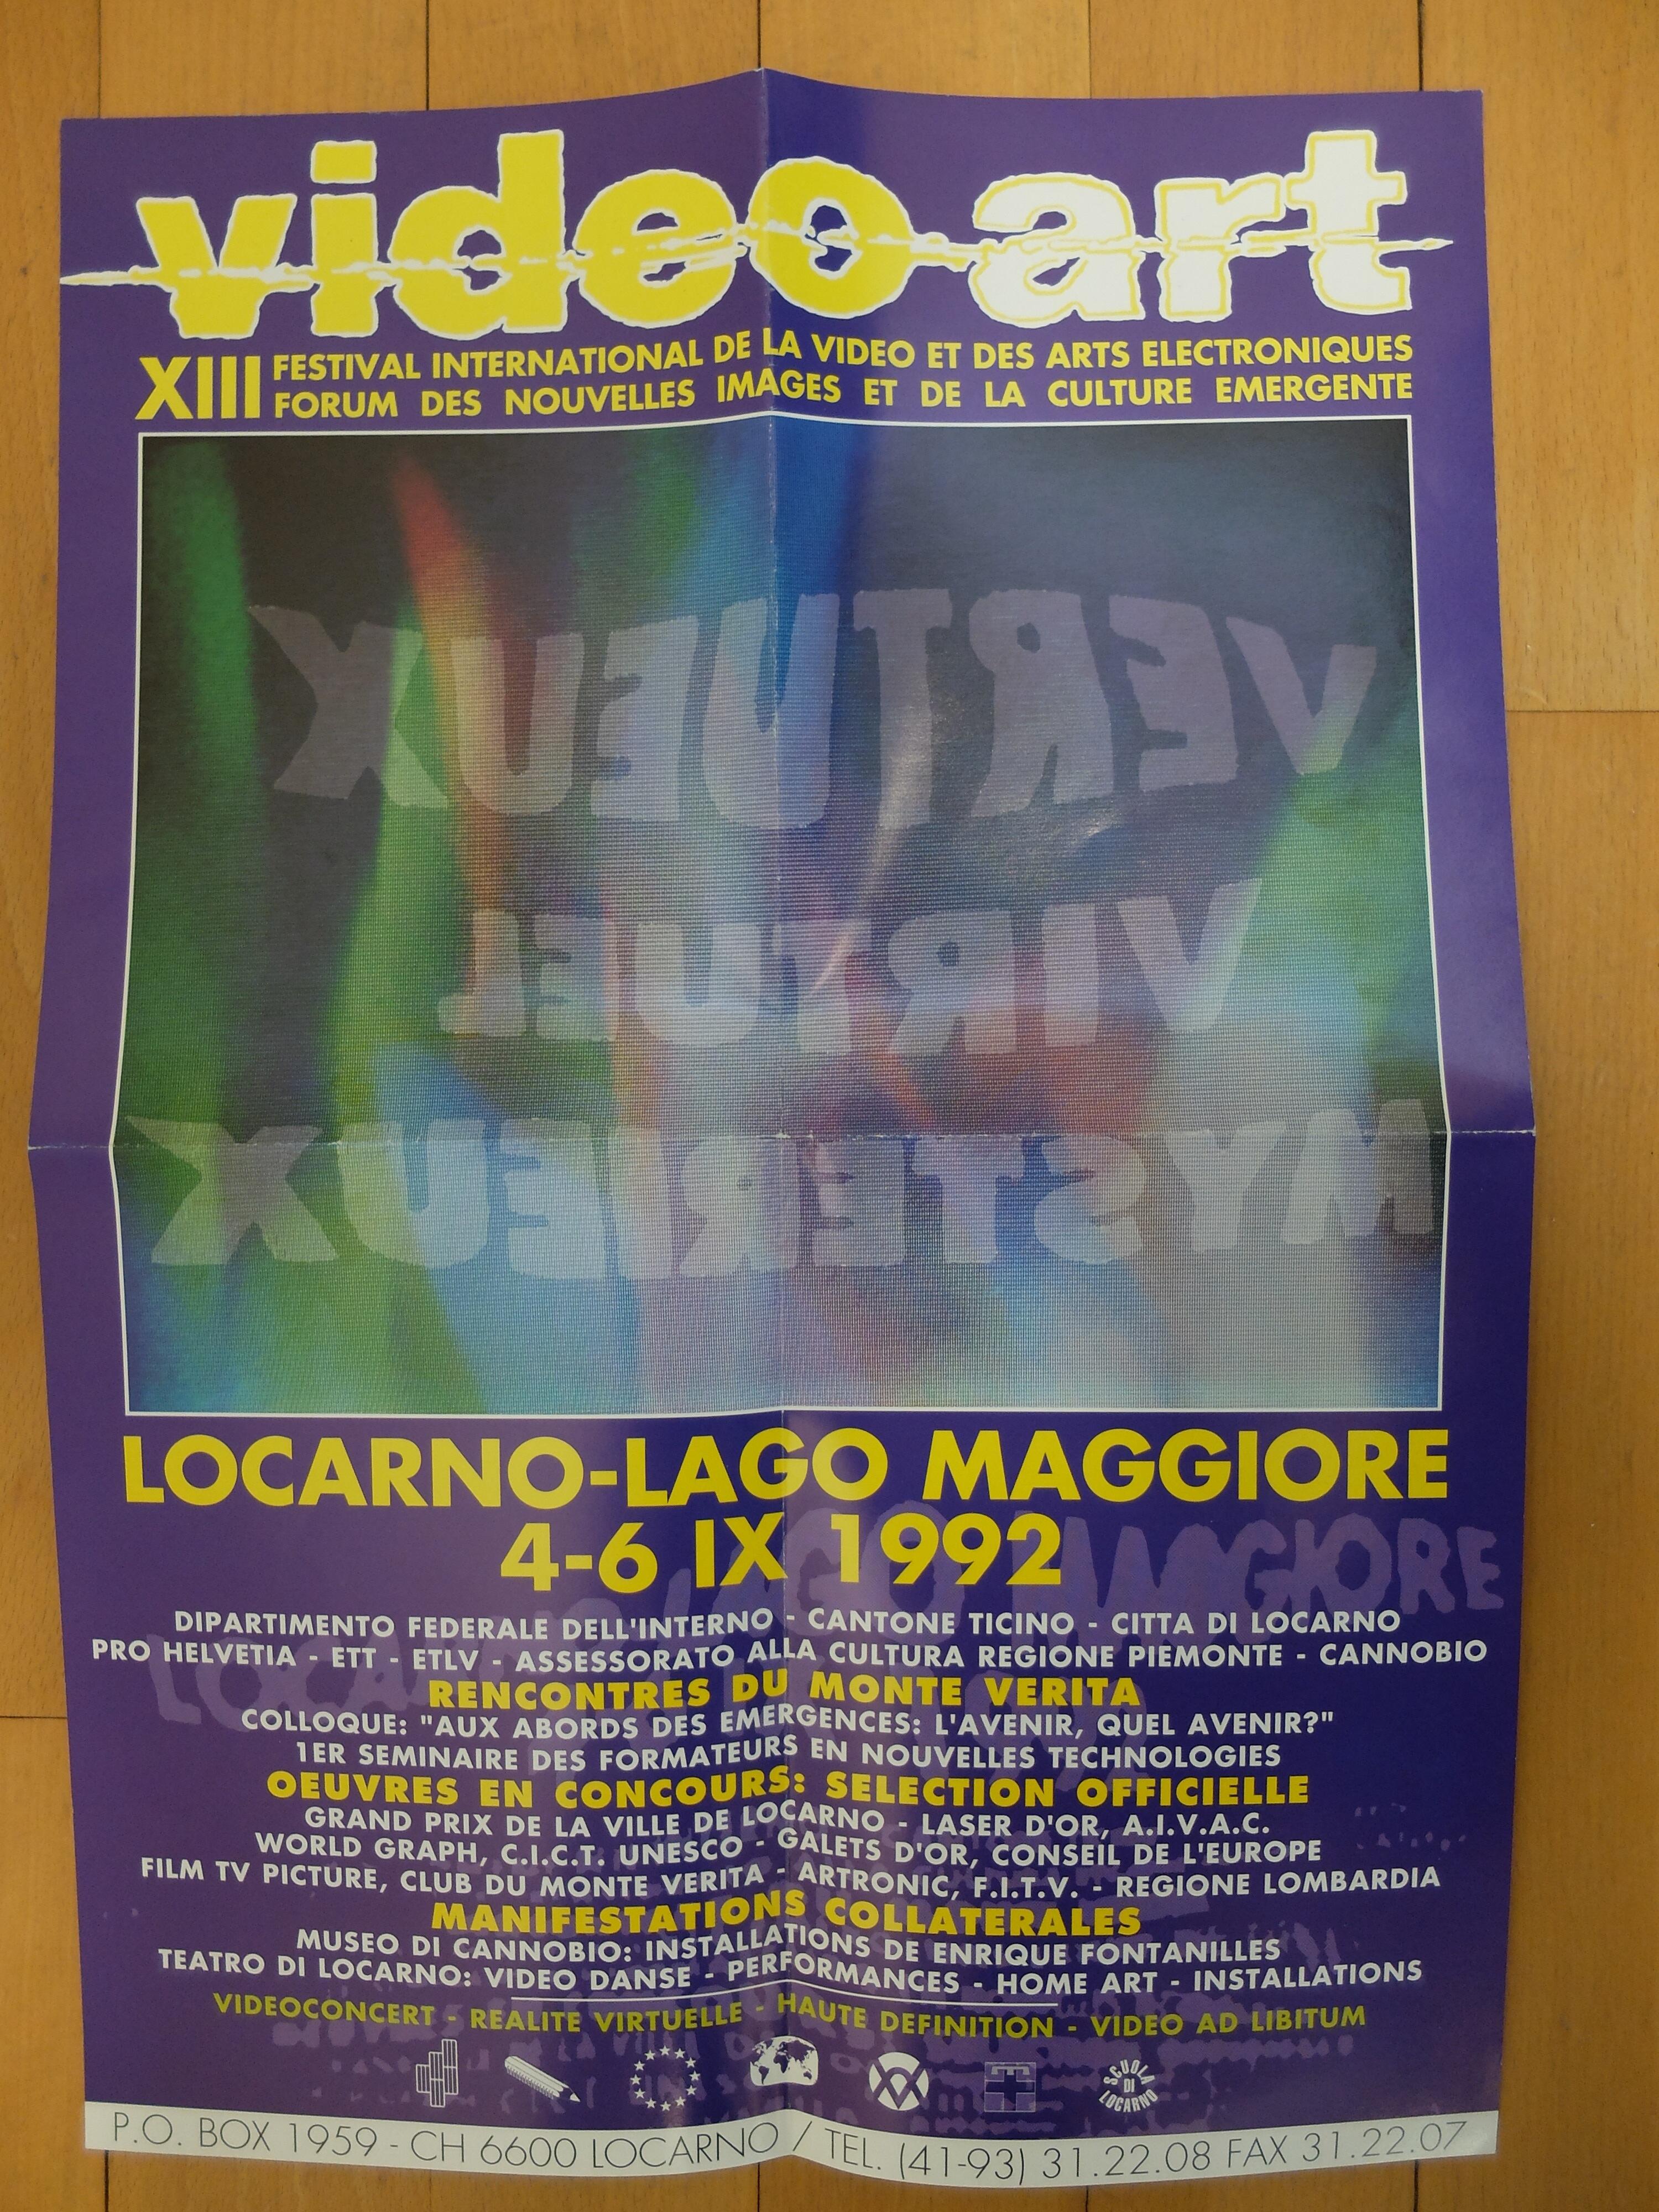 video art
XIII FESTIVAL INTERNATIONAL DE LA VIDEO ET DES ARTS ELECTRONIQUES
FORUM DES NOUVELLES IMAGES ET DE LA CULTURE EMERGENTE
VERTUEUX
VIRTUEL
MYSTERIEUX
LOCARNO-LAGO MAGGIORE
4-6 IX 1992
LOCARNO-LAGO MAGGIORE
DIPARTIMENTO FEDERALE DELL'INTERNO - CANTONE TICINO - CITTA DI LOCARNO
PRO HELVETIA - ETT - ETLV - ASSESSORATO ALLA CULTURA REGIONE PIEMONTE - CANNOBIO
RENCONTRES DU MONTE VERITA
COLLOQUE: "AUX ABORDS DES EMERGENCES: L'AVENIR, QUEL AVENIR?"
1ER SEMINAIRE DES FORMATEURS EN NOUVELLES TECHNOLOGIES
OEUVRES EN CONCOURS: SELECTION OFFICIELLE
GRAND PRIX DE LA VILLE DE LOCARNO - LASER D'OR, A.I.V.A.C.
WORLD GRAPH, C.I.C.T. UNESCO - GALETS D'OR, CONSEIL DE L'EUROPE
FILM TV PICTURE, CLUB DU MONTE VERITA - ARTRONIC, F.I.T.V. - REGIONE LOMBARDIA
MANIFESTATIONS COLLATERALES
MUSEO DI CANNOBIO: INSTALLATIONS DE ENRIQUE FONTANILLES
TEATRO DI LOCARNO: VIDEO DANSE - PERFORMANCES - HOME ART - INSTALLATIONS
VIDEOCONCERT - REALITE VIRTUELLE - HAUTE DEFINITION - VIDEO AD LIBITUM
SCUOLA DI LOCARNO
P.O. BOX 1959 - CH 6600 LOCARNO / TEL. (41-93) 31.22.08 FAX 31.22.07